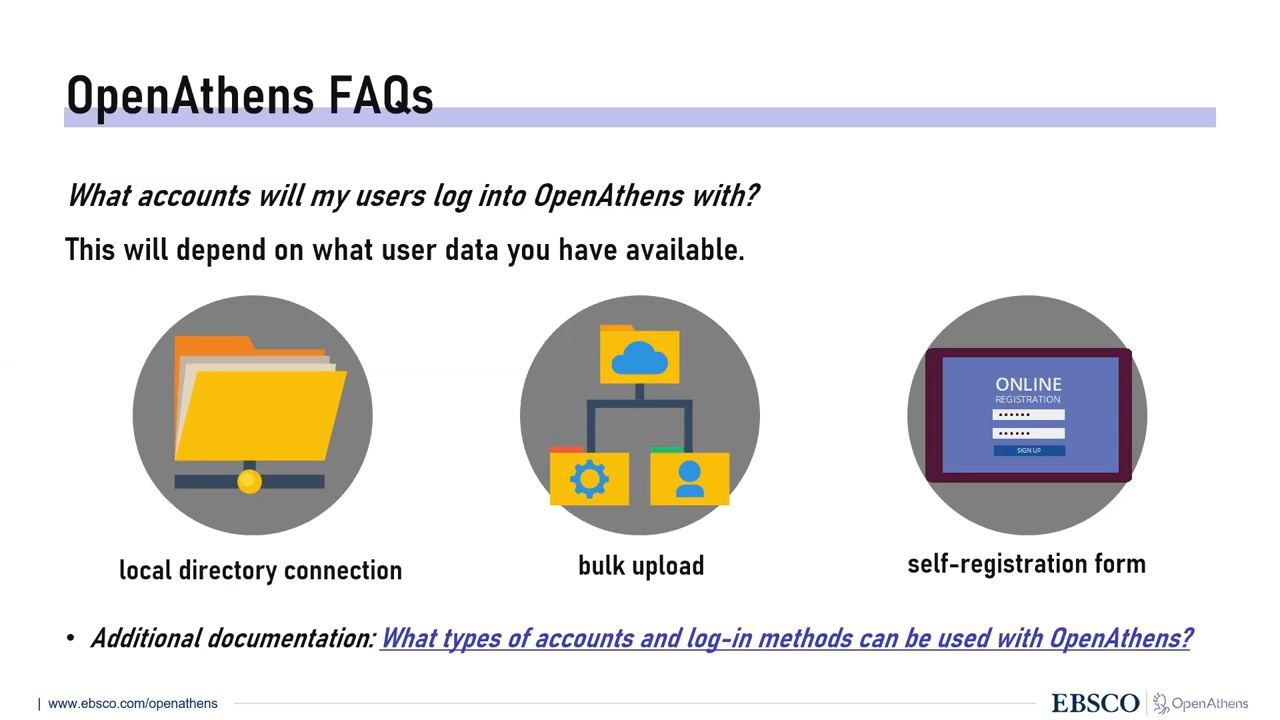 OpenAthens FAQs
What accounts will my users log into OpenAthens with?
This will depend on what user data you have available.
ONLINE
REGISTRATION
••••••
••••••
SIGN UP
local directory connection
bulk upload
self-registration form
• Additional documentation: What types of accounts and log-in methods can be used with OpenAthens?
| www.ebsco.com/openathens
EBSCO | OpenAthens